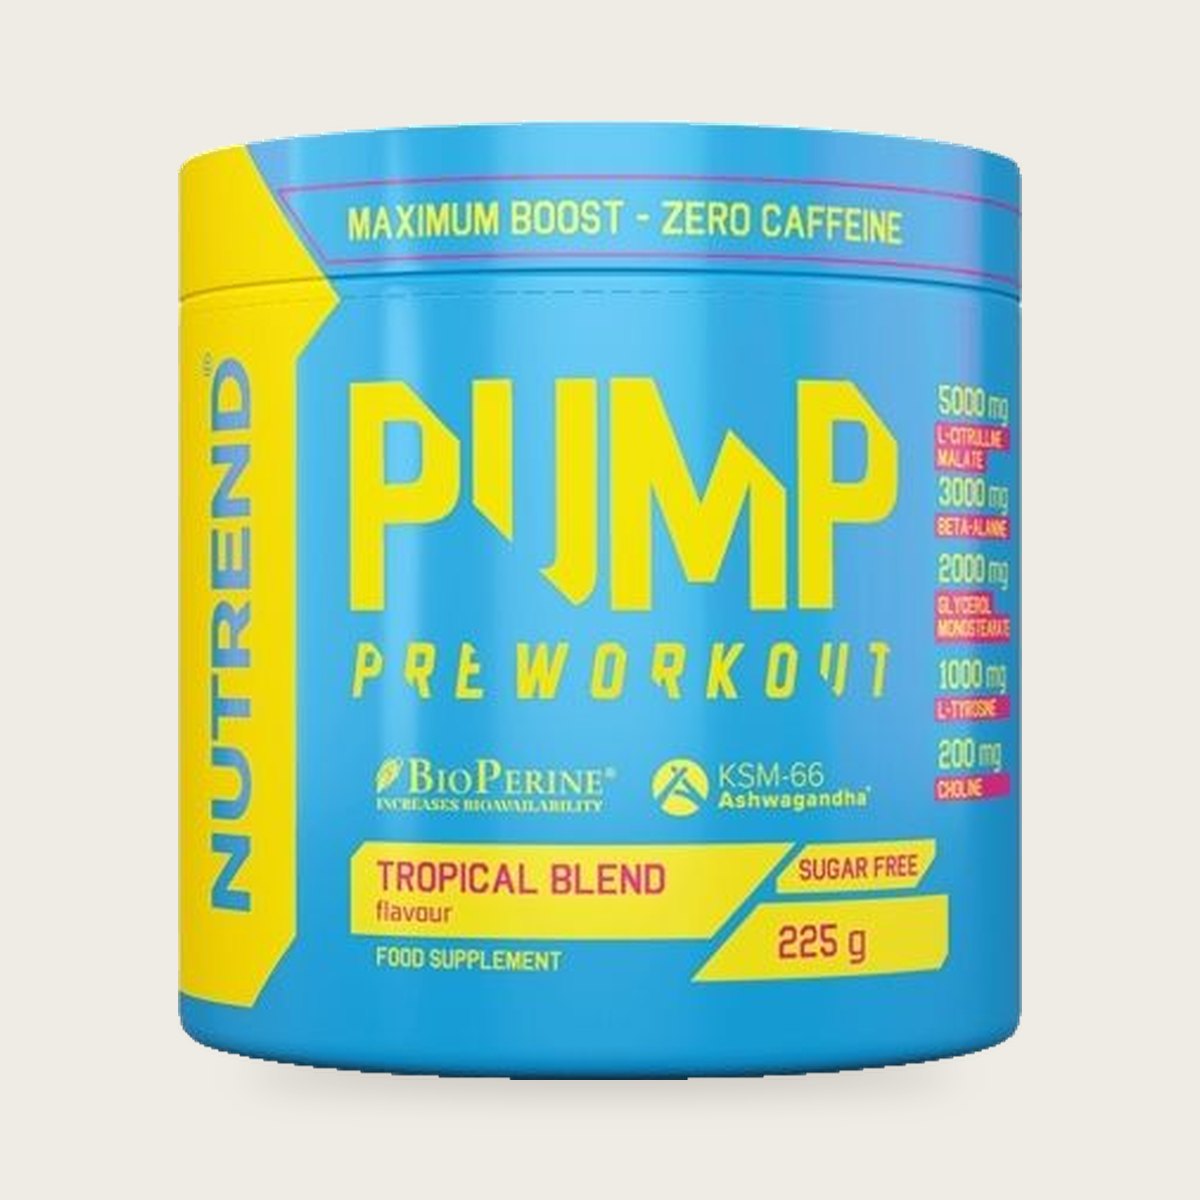 MAXIMUM BOOST - ZERO CAFFEINE
NUTREND®
PUMP
PREWORKOUT
5000 mg
L-CITRULLINE
MALATE
3000 mg
BETA-ALANINE
2000 mg
GLYCEROL
MONOSTEARATE
1000 mg
L-TYROSINE
200 mg
CHOLINE
BIOPERINE®
INCREASES BIOAVAILABILITY
KSM-66
Ashwagandha®
TROPICAL BLEND
flavour
SUGAR FREE
225 g
FOOD SUPPLEMENT